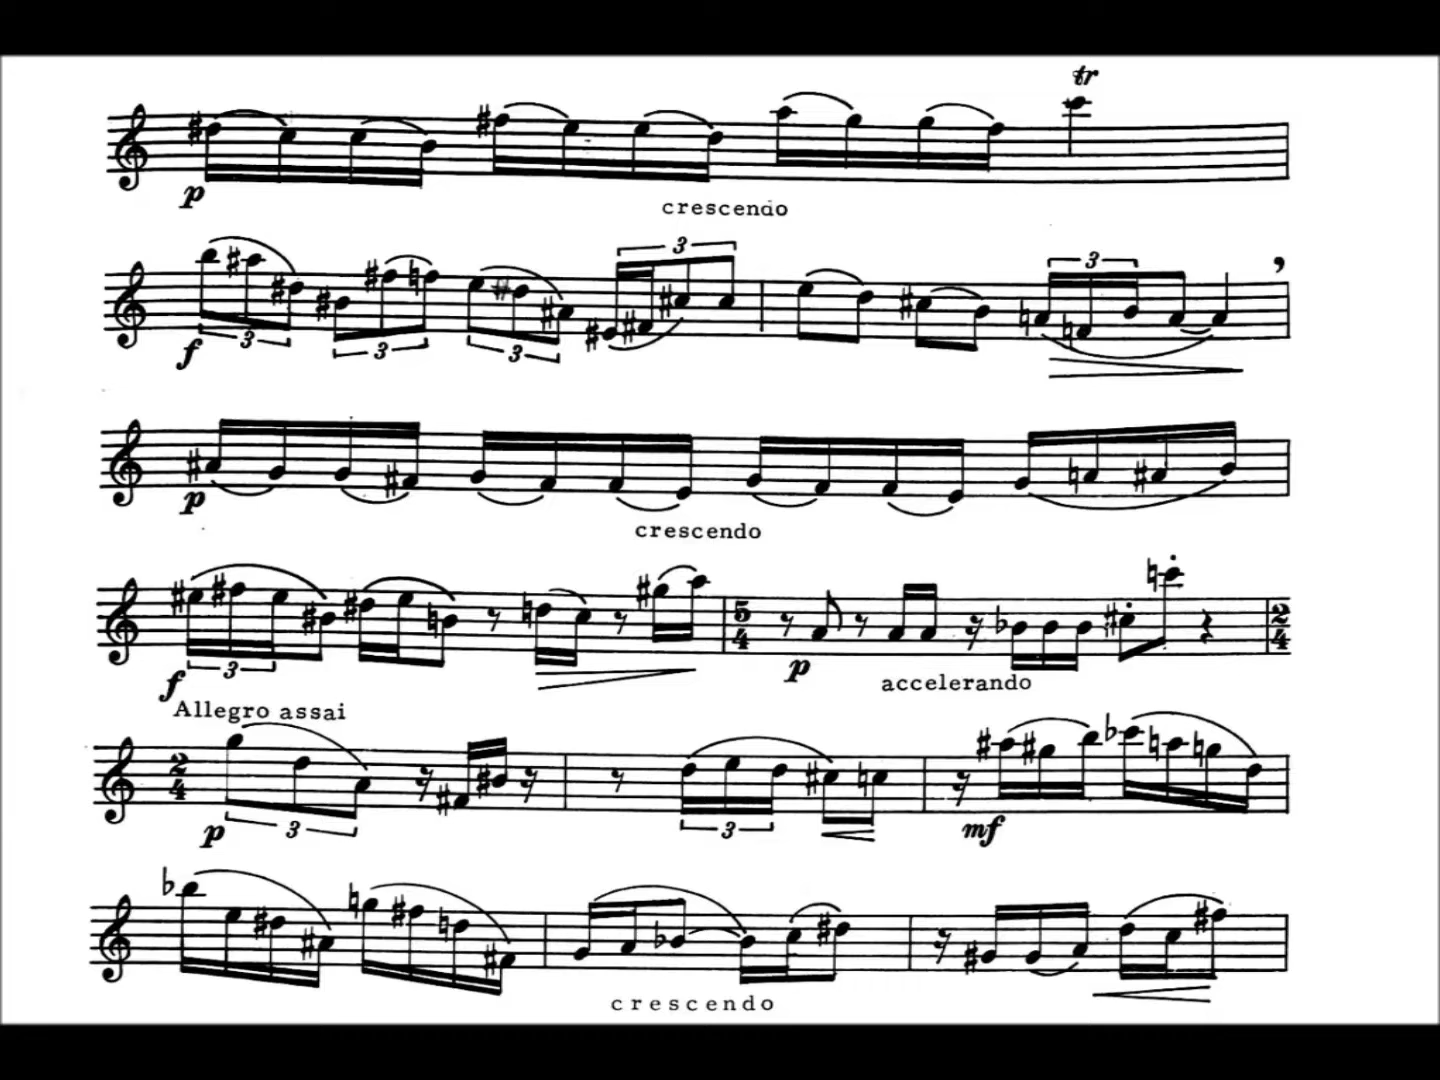 tr
p
crescendo
3
f 3 3 3 3
p
crescendo
5 4 2 4
f 3 p accelerando
Allegro assai
2 4
p 3 3 mf
crescendo